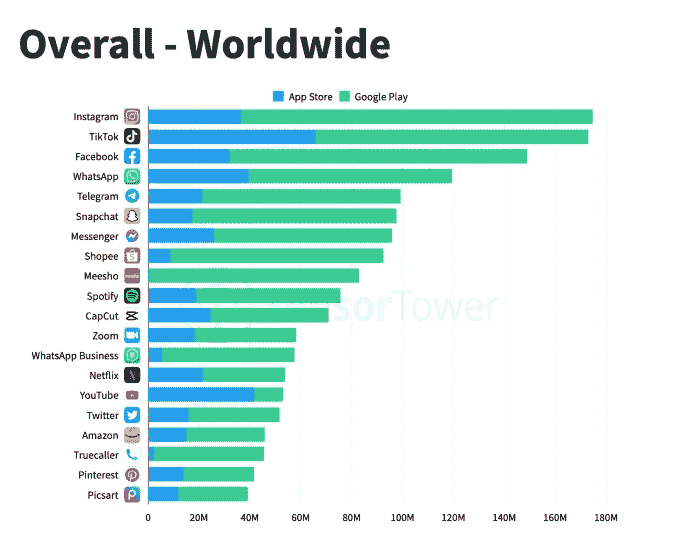 Overall - Worldwide
App Store Google Play
Instagram
TikTok
Facebook
WhatsApp
Telegram
Snapchat
Messenger
Shopee
Meesho
Spotify
CapCut
Zoom
WhatsApp Business
Netflix
YouTube
Twitter
Amazon
Truecaller
Pinterest
Picsart
sorTower
0 20M 40M 60M 80M 100M 120M 140M 160M 180M